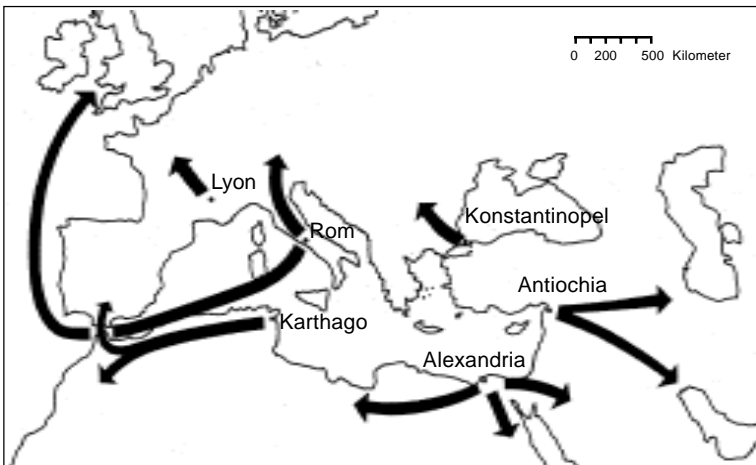 0 200 500 Kilometer
Lyon
Konstantinopel
Rom
Antiochia
Karthago
Alexandria